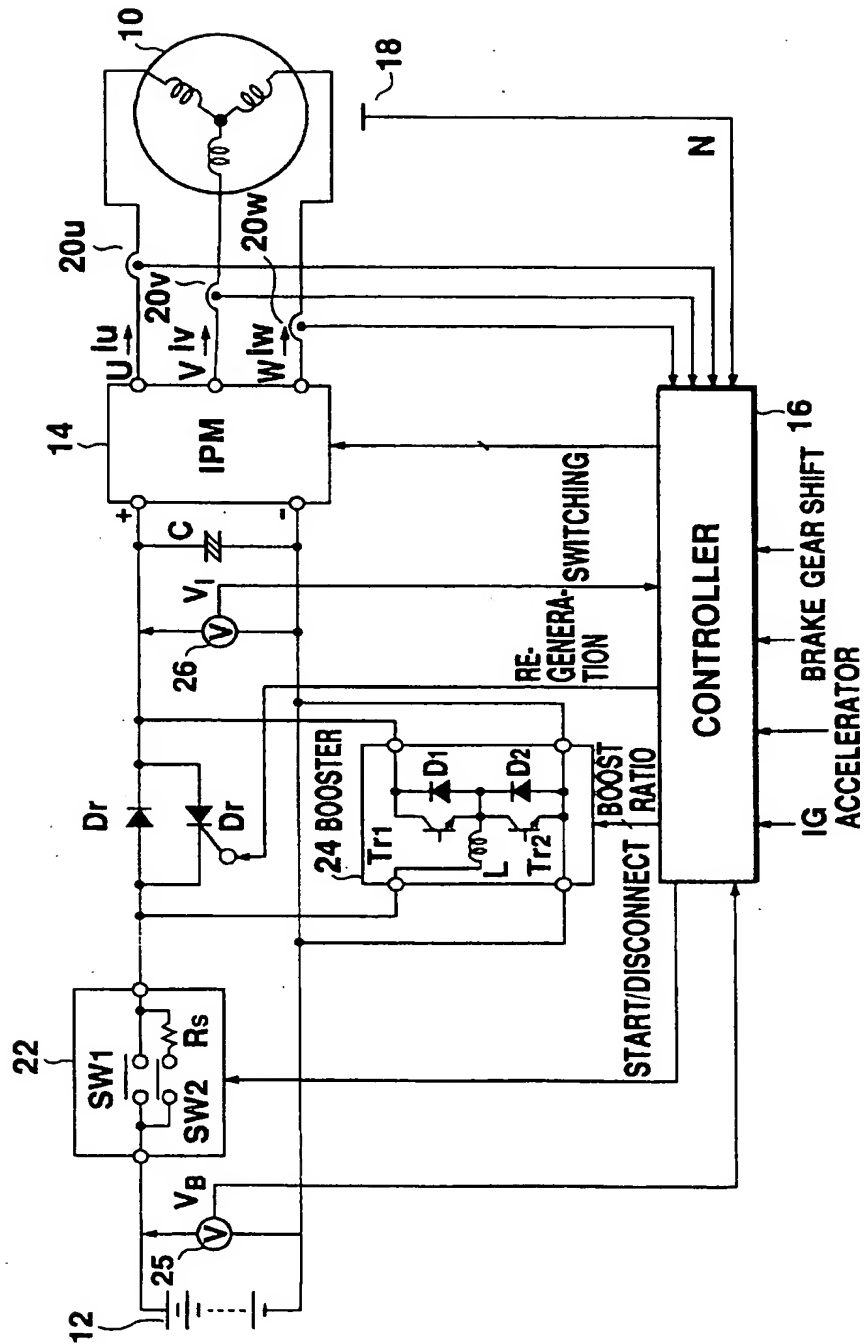 10
18
N
20u
20v
20w
U iu
V iv
W iw
14
IPM
+
-
C
V
VI
26
SWITCHING
RE-
GENERA-
TION
Dr
Dr
24 BOOSTER
Tr1
D1
D2
L
Tr2
BOOST
RATIO
START/DISCONNECT
16
CONTROLLER
GEAR SHIFT
BRAKE
ACCELERATOR
IG
22
SW1
SW2
Rs
VB
V
25
12